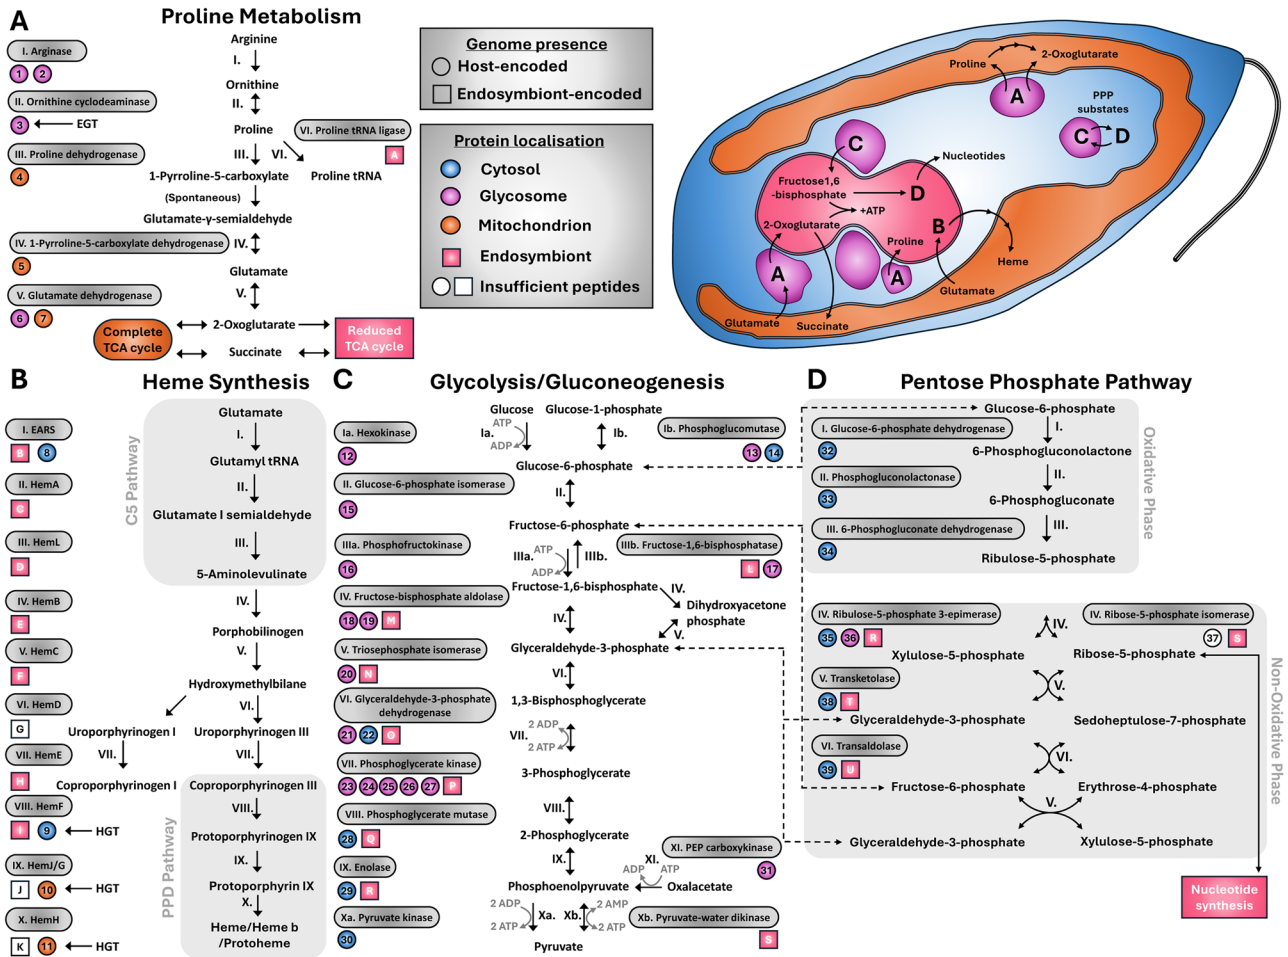 A
Proline Metabolism
I. Arginase
1 2
II. Ornithine cyclodeaminase
3 EGT
III. Proline dehydrogenase
4
IV. 1-Pyrroline-5-carboxylate dehydrogenase
5
V. Glutamate dehydrogenase
6 7
Arginine
I.
Ornithine
II.
Proline
III. VI.
VI. Proline tRNA ligase
A
1-Pyrroline-5-carboxylate
Proline tRNA
(Spontaneous)
Glutamate-γ-semialdehyde
IV.
Glutamate
V.
2-Oxoglutarate
Succinate
Complete
TCA cycle
Reduced
TCA cycle
Genome presence
Host-encoded
Endosymbiont-encoded
Protein localisation
Cytosol
Glycosome
Mitochondrion
Endosymbiont
Insufficient peptides
Proline
2-Oxoglutarate
A
PPP
substates
C D
C
Nucleotides
Fructose1,6
-bisphosphate
D
+ATP
2-Oxoglutarate
B
Proline
Heme
A
A
Glutamate
Glutamate
Succinate
B
Heme Synthesis
C5 Pathway
PPD Pathway
I. EARS
B 8
II. HemA
C
III. HemL
D
IV. HemB
E
V. HemC
F
VI. HemD
G
VII. HemE
H
VIII. HemF
I 9 HGT
IX. HemJ/G
J 10 HGT
X. HemH
K 11 HGT
Glutamate
I.
Glutamyl tRNA
II.
Glutamate I semialdehyde
III.
5-Aminolevulinate
IV.
Porphobilinogen
V.
Hydroxymethylbilane
VI.
Uroporphyrinogen I
Uroporphyrinogen III
VII.
VII.
Coproporphyrinogen I
Coproporphyrinogen III
VIII.
Protoporphyrinogen IX
IX.
Protoporphyrin IX
X.
Heme/Heme b
/Protoheme
C
Glycolysis/Gluconeogenesis
Ia. Hexokinase
12
II. Glucose-6-phosphate isomerase
15
IIIa. Phosphofructokinase
16
IV. Fructose-bisphosphate aldolase
18 19 M
V. Triosephosphate isomerase
20 N
VI. Glyceraldehyde-3-phosphate
dehydrogenase
21 22 O
VII. Phosphoglycerate kinase
23 24 25 26 27 P
VIII. Phosphoglycerate mutase
28 Q
IX. Enolase
29 R
Xa. Pyruvate kinase
30
Glucose
Glucose-1-phosphate
ATP
Ia.
ADP
Ib.
Ib. Phosphoglucomutase
13 14
Glucose-6-phosphate
II.
Fructose-6-phosphate
IIIa.
ATP
ADP
IIIb.
IIIb. Fructose-1,6-bisphosphatase
L 17
Fructose-1,6-bisphosphate
IV.
Dihydroxyacetone
phosphate
IV.
V.
Glyceraldehyde-3-phosphate
VI.
1,3-Bisphosphoglycerate
2 ADP
VII.
2 ATP
3-Phosphoglycerate
VIII.
2-Phosphoglycerate
IX.
XI. PEP carboxykinase
31
XI.
ADP ATP
Phosphoenolpyruvate
Oxalacetate
2 ADP
2 ATP
Xa.
Xb.
2 AMP
2 ATP
Xb. Pyruvate-water dikinase
S
Pyruvate
D
Pentose Phosphate Pathway
Oxidative Phase
Glucose-6-phosphate
I. Glucose-6-phosphate dehydrogenase
32
I.
6-Phosphogluconolactone
II. Phosphogluconolactonase
33
II.
6-Phosphogluconate
III. 6-Phosphogluconate dehydrogenase
34
III.
Ribulose-5-phosphate
Non-Oxidative Phase
IV. Ribulose-5-phosphate 3-epimerase
35 36 R
IV.
IV. Ribose-5-phosphate isomerase
37 S
Xylulose-5-phosphate
Ribose-5-phosphate
V. Transketolase
38 T
V.
Glyceraldehyde-3-phosphate
Sedoheptulose-7-phosphate
VI. Transaldolase
39 U
VI.
Fructose-6-phosphate
Erythrose-4-phosphate
V.
Glyceraldehyde-3-phosphate
Xylulose-5-phosphate
Nucleotide
synthesis